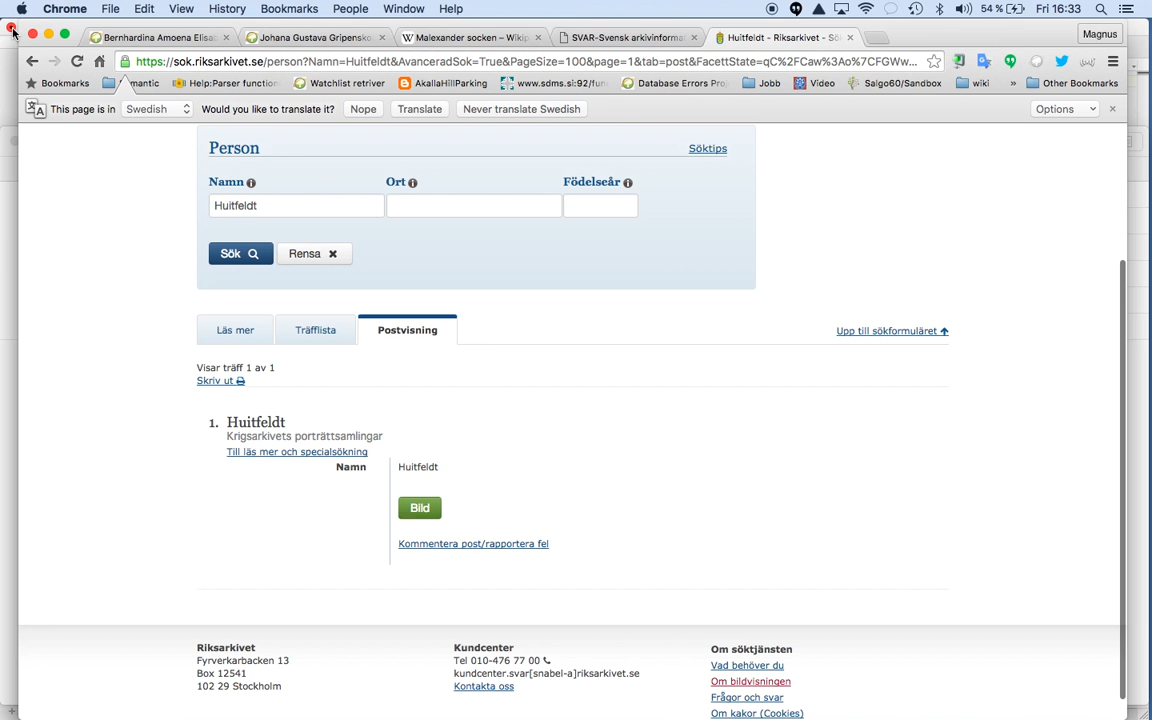 Chrome File Edit View History Bookmarks People Window Help 54 % Fri 16:33
Bernhardina Amoena Elisab Johana Gustava Gripensko Malexander socken – Wikip SVAR-Svensk arkivinforma Huitfeldt - Riksarkivet - Sö Magnus
https://sok.riksarkivet.se/person?Namn=Huitfeldt&AvanceradSok=True&PageSize=100&page=1&tab=post&FacettState=qC%2FCaw%3Ao%7CFGWw...
Bookmarks mantic Help:Parser function Watchlist retriver AkallaHillParking www.sdms.si:92/fun Database Errors Pro Jobb Video Salgo60/Sandbox wiki » Other Bookmarks
This page is in Swedish Would you like to translate it? Nope Translate Never translate Swedish Options
Person Söktips
Namn Ort Födelseår
Huitfeldt
Sök Rensa
Läs mer Träfflista Postvisning Upp till sökformuläret
Visar träff 1 av 1
Skriv ut
1. Huitfeldt
Krigsarkivets porträttsamlingar
Till läs mer och specialsökning
Namn Huitfeldt
Bild
Kommentera post/rapportera fel
Riksarkivet Kundcenter Om söktjänsten
Fyrverkarbacken 13 Tel 010-476 77 00 Vad behöver du
Box 12541 kundcenter.svar[snabel-a]riksarkivet.se Om bildvisningen
102 29 Stockholm Kontakta oss Frågor och svar
Om kakor (Cookies)